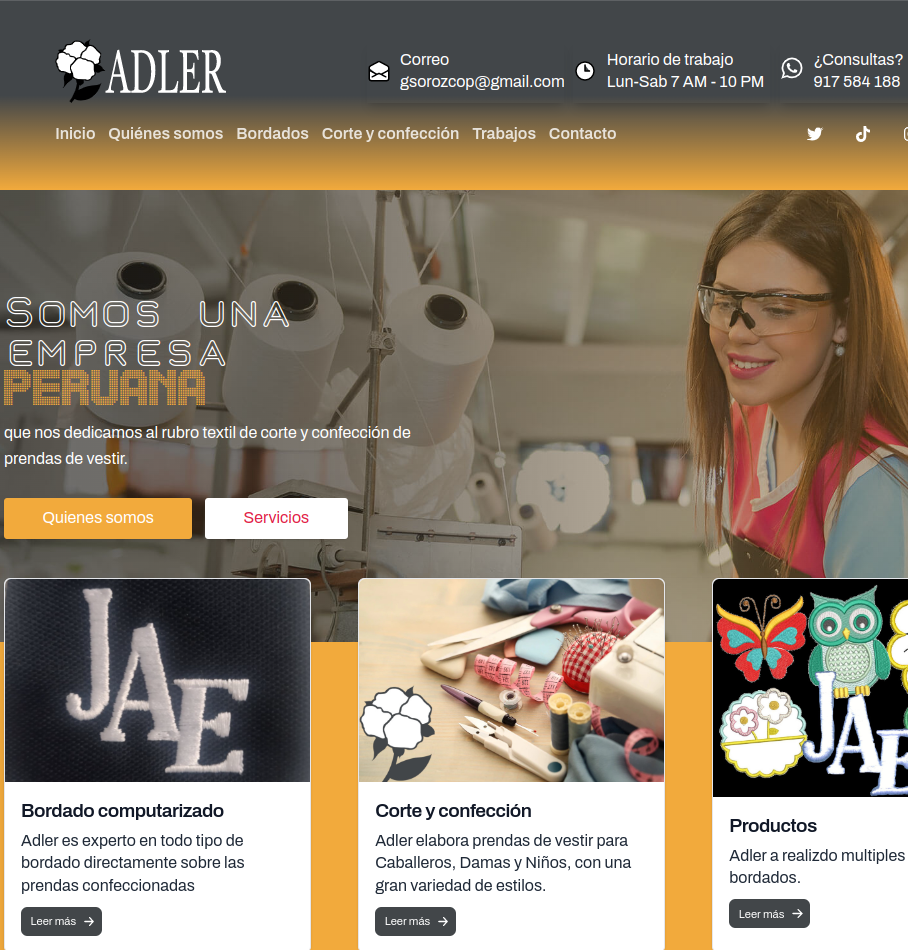 ADLER
Correo
gsorozcop@gmail.com
Horario de trabajo
Lun-Sab 7 AM - 10 PM
¿Consultas?
917 584 188
Inicio Quiénes somos Bordados Corte y confección Trabajos Contacto
Somos una
empresa
PERUANA
que nos dedicamos al rubro textil de corte y confección de
prendas de vestir.
Quienes somos Servicios
JAE
JAE
Bordado computarizado
Adler es experto en todo tipo de
bordado directamente sobre las
prendas confeccionadas
Leer más
Corte y confección
Adler elabora prendas de vestir para
Caballeros, Damas y Niños, con una
gran variedad de estilos.
Leer más
Productos
Adler a realizdo multiples
bordados.
Leer más